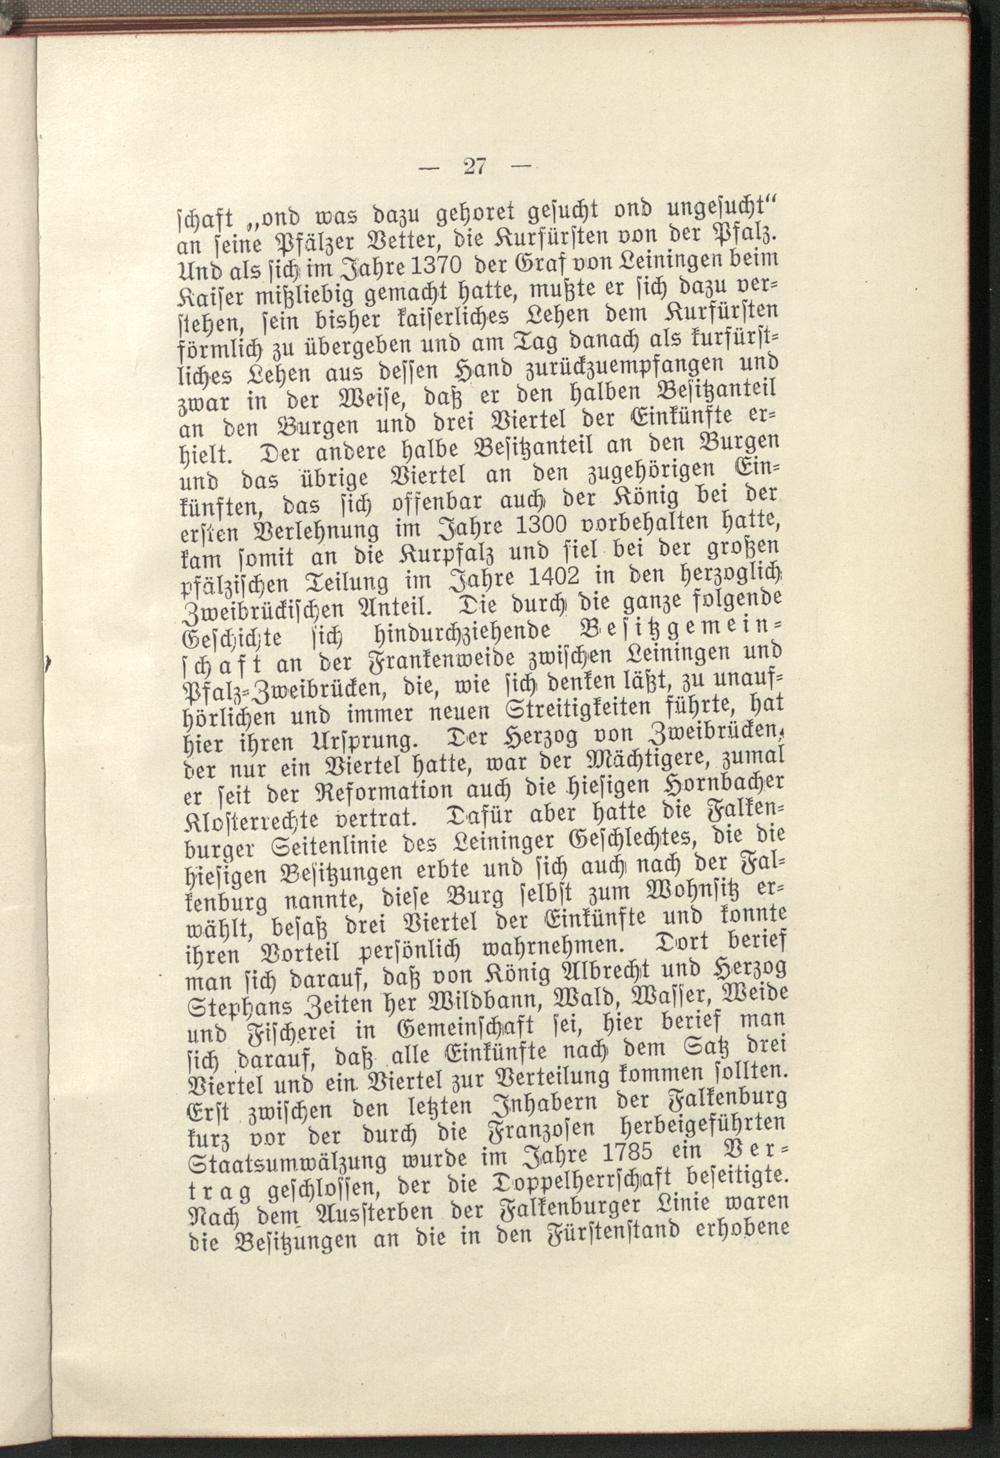 — 27 —
schaft „ond was dazu gehoret gesucht ond ungesucht“
an seine Pfälzer Vetter, die Kurfürsten von der Pfalz.
Und als sich im Jahre 1370 der Graf von Leiningen beim
Kaiser mißliebig gemacht hatte, mußte er sich dazu ver-
stehen, sein bisher kaiserliches Lehen dem Kurfürsten
förmlich zu übergeben und am Tag danach als kurfürst-
liches Lehen aus dessen Hand zurückzuempfangen und
zwar in der Weise, daß er den halben Besitzanteil
an den Burgen und drei Viertel der Einkünfte er-
hielt. Der andere halbe Besitzanteil an den Burgen
und das übrige Viertel an den zugehörigen Ein-
künften, das sich offenbar auch der König bei der
ersten Verlehnung im Jahre 1300 vorbehalten hatte,
kam somit an die Kurpfalz und fiel bei der großen
pfälzischen Teilung im Jahre 1402 in den herzoglich
Zweibrückischen Anteil. Die durch die ganze folgende
Geschichte sich hindurchziehende Besitzgemein-
schaft an der Frankenweide zwischen Leiningen und
Pfalz-Zweibrücken, die, wie sich denken läßt, zu unauf-
hörlichen und immer neuen Streitigkeiten führte, hat
hier ihren Ursprung. Der Herzog von Zweibrücken,
der nur ein Viertel hatte, war der Mächtigere, zumal
er seit der Reformation auch die hiesigen Hornbacher
Klosterrechte vertrat. Dafür aber hatte die Falken-
burger Seitenlinie des Leininger Geschlechtes, die die
hiesigen Besitzungen erbte und sich auch nach der Fal-
kenburg nannte, diese Burg selbst zum Wohnsitz er-
wählt, besaß drei Viertel der Einkünfte und konnte
ihren Vorteil persönlich wahrnehmen. Dort berief
man sich darauf, daß von König Albrecht und Herzog
Stephans Zeiten her Wildbann, Wald, Wasser, Weide
und Fischerei in Gemeinschaft sei, hier berief man
sich darauf, daß alle Einkünfte nach dem Satz drei
Viertel und ein Viertel zur Verteilung kommen sollten.
Erst zwischen den letzten Inhabern der Falkenburg
kurz vor der durch die Franzosen herbeigeführten
Staatsumwälzung wurde im Jahre 1785 ein Ver-
trag geschlossen, der die Doppelherrschaft beseitigte.
Nach dem Aussterben der Falkenburger Linie waren
die Besitzungen an die in den Fürstenstand erhobene